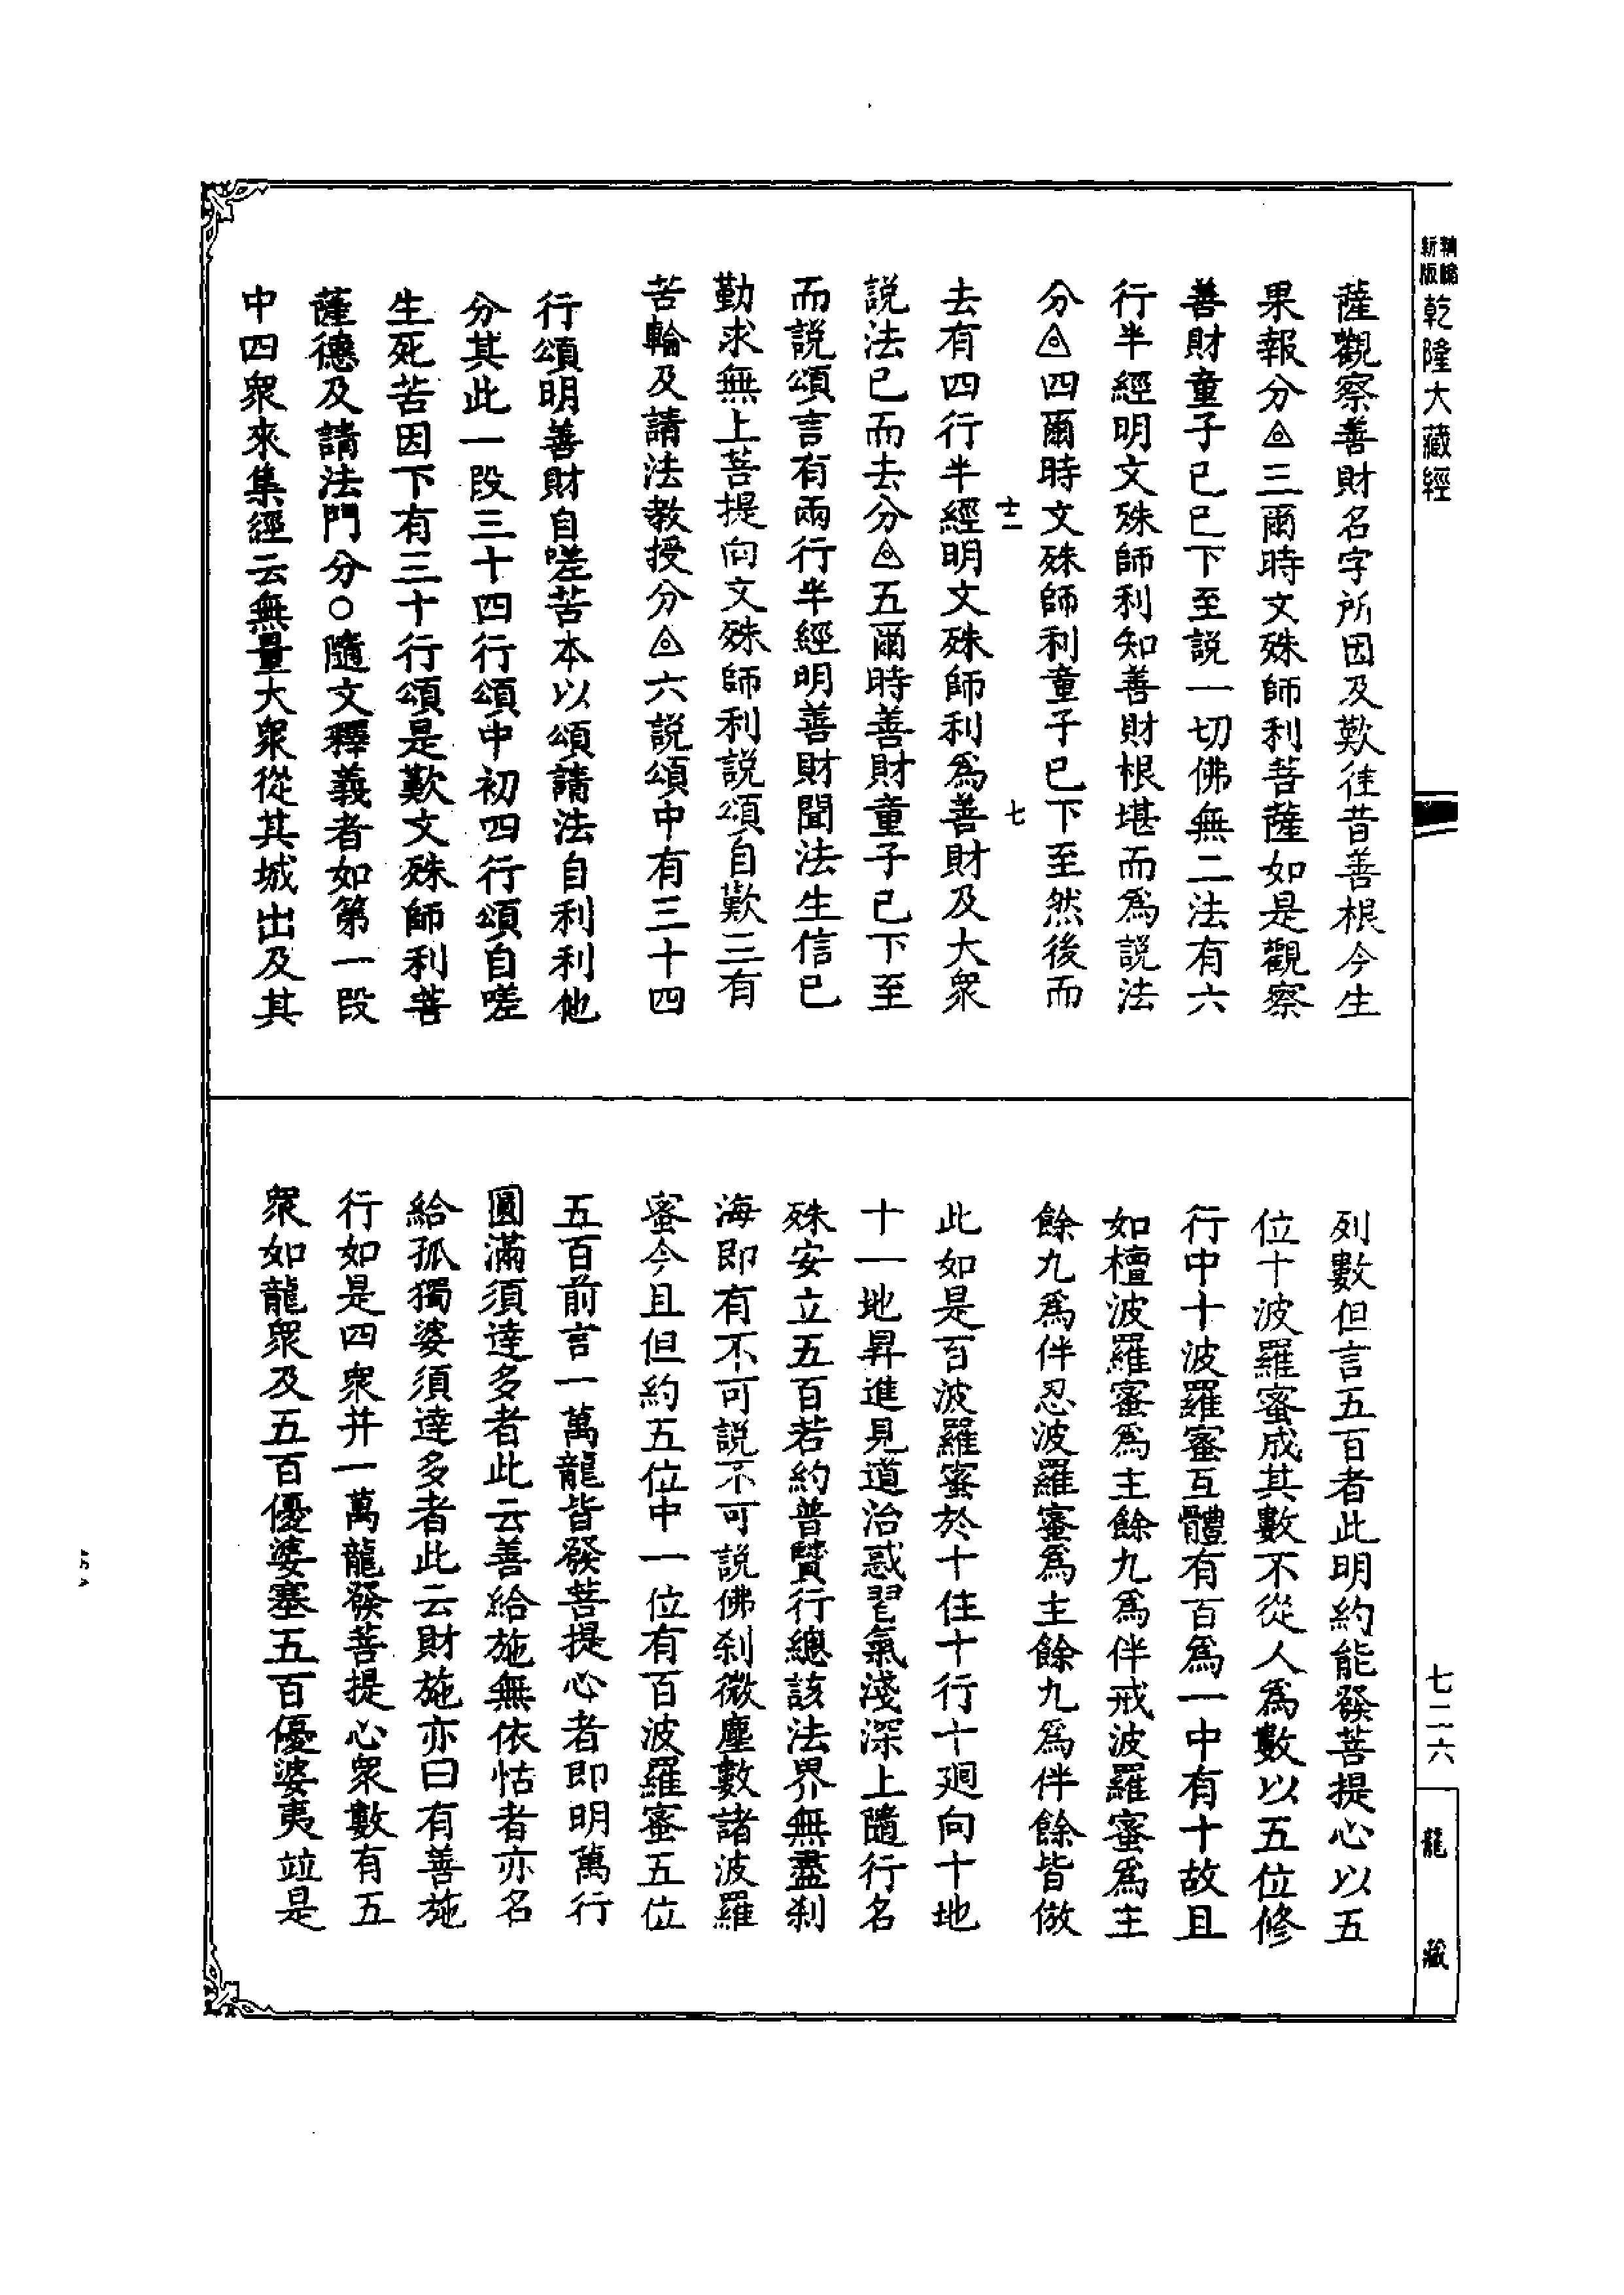 乾隆大藏經
薩觀察善財名字所因及歎往昔善根今生
果報分◬三爾時文殊師利菩薩如是觀察
善財童子已已下至說一切佛無二法有六
行半經明文殊師利知善財根堪而為說法
分◬四爾時文殊師利童子已下至然後而
七
去有四行半經明文殊師利為善財及大衆
說法已而去分◬五爾時善財童子已下至
而說頌言有兩行半經明善財聞法生信已
勤求無上菩提向文殊師利說頌自歎三有
苦輪及請法教授分◬六說頌中有三十四
行頌明善財自嗟苦本以頌請法自利利他
分其此一段三十四行頌中初四行頌自嗟
生死苦因下有三十行頌是歎文殊師利菩
薩德及請法門分○隨文釋義者如第一段
中四衆來集經云無量大衆從其城出及其
列數但言五百者此明約能發菩提心以五
位十波羅蜜成其數不從人為數以五位修
行中十波羅蜜互體有百為一中有十故且
如檀波羅蜜為主餘九為伴戒波羅蜜為主
餘九為伴忍波羅蜜為主餘九為伴餘皆倣
此如是百波羅蜜於十住十行十廻向十地
十一地昇進見道治惑習氣淺深上隨行名
殊安立五百若約普賢行總該法界無盡剎
海即有不可說不可說佛剎微塵數諸波羅
蜜今且但約五位中一位有百波羅蜜五位
五百前言一萬龍皆發菩提心者即明萬行
圓滿須達多者此云善給施無依怙者亦名
給孤獨婆須達多者此云財施亦曰有善施
行如是四衆并一萬龍發菩提心衆數有五
衆如龍衆及五百優婆塞五百優婆夷竝是
七二六
龍藏